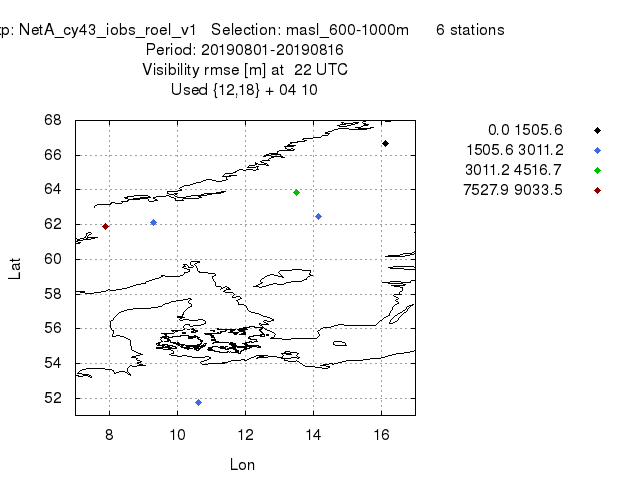 xp: NetA_cy43_iobs_roel_v1 Selection: masl_600-1000m 6 stations
Period: 20190801-20190816
Visibility rmse [m] at 22 UTC
Used {12,18} + 04 10
0.0 1505.6
1505.6 3011.2
3011.2 4516.7
7527.9 9033.5
68
66
64
62
60
58
56
54
52
Lat
8 10 12 14 16
Lon